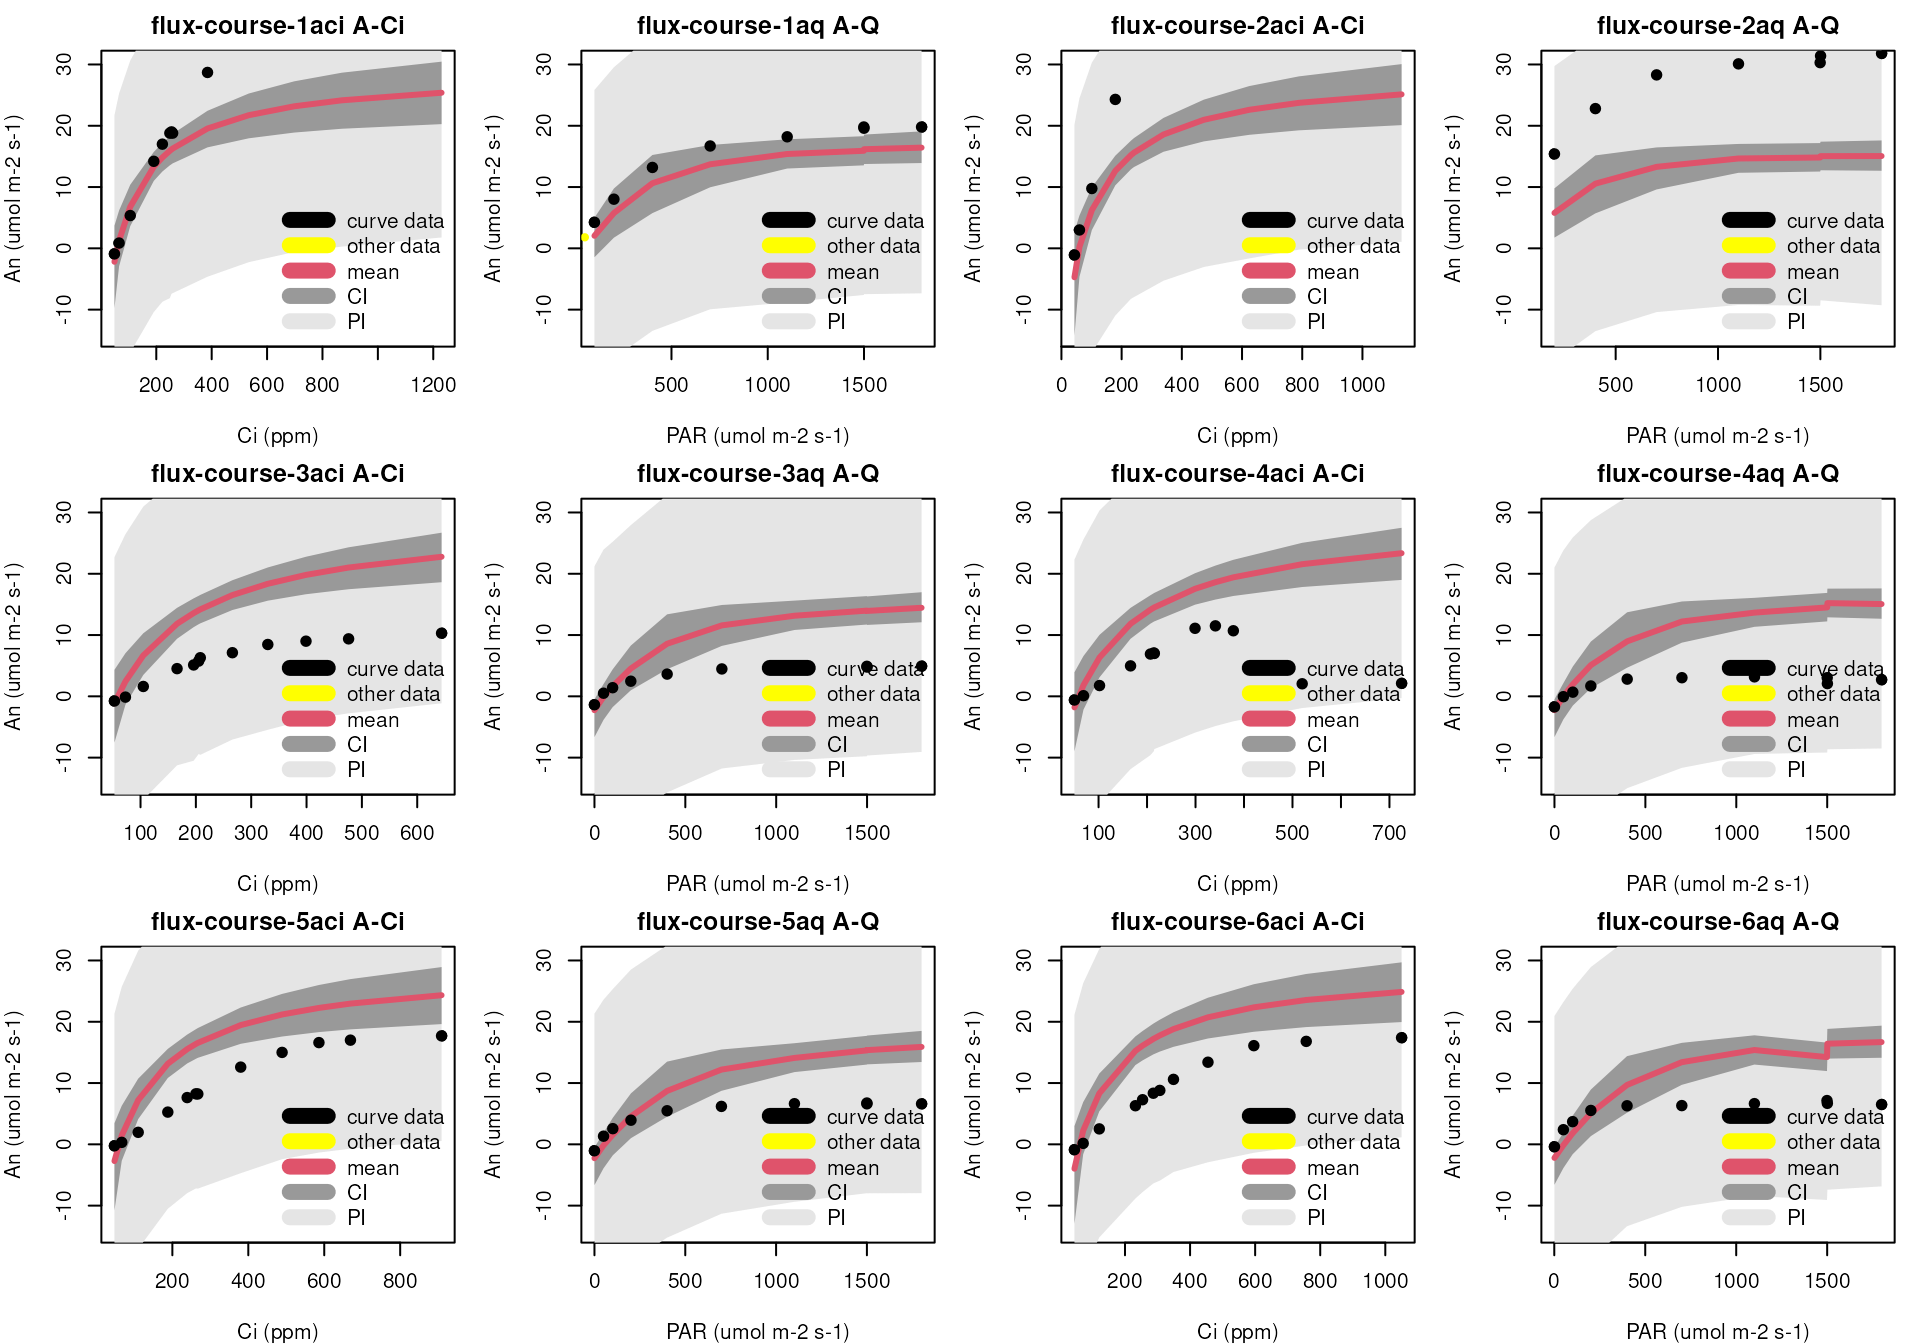 flux-course-1aci A-Ci
An (umol m-2 s-1)
30
20
10
0
-10
curve data
other data
mean
CI
PI
200 400 600 800 1200
Ci (ppm)
flux-course-1aq A-Q
An (umol m-2 s-1)
30
20
10
0
-10
curve data
other data
mean
CI
PI
500 1000 1500
PAR (umol m-2 s-1)
flux-course-2aci A-Ci
An (umol m-2 s-1)
30
20
10
0
-10
curve data
other data
mean
CI
PI
0 200 400 600 800 1000
Ci (ppm)
flux-course-2aq A-Q
An (umol m-2 s-1)
30
20
10
0
-10
curve data
other data
mean
CI
PI
500 1000 1500
PAR (umol m-2 s-1)
flux-course-3aci A-Ci
An (umol m-2 s-1)
30
20
10
0
-10
curve data
other data
mean
CI
PI
100 200 300 400 500 600
Ci (ppm)
flux-course-3aq A-Q
An (umol m-2 s-1)
30
20
10
0
-10
curve data
other data
mean
CI
PI
0 500 1000 1500
PAR (umol m-2 s-1)
flux-course-4aci A-Ci
An (umol m-2 s-1)
30
20
10
0
-10
curve data
other data
mean
CI
PI
100 300 500 700
Ci (ppm)
flux-course-4aq A-Q
An (umol m-2 s-1)
30
20
10
0
-10
curve data
other data
mean
CI
PI
0 500 1000 1500
PAR (umol m-2 s-1)
flux-course-5aci A-Ci
An (umol m-2 s-1)
30
20
10
0
-10
curve data
other data
mean
CI
PI
200 400 600 800
Ci (ppm)
flux-course-5aq A-Q
An (umol m-2 s-1)
30
20
10
0
-10
curve data
other data
mean
CI
PI
0 500 1000 1500
PAR (umol m-2 s-1)
flux-course-6aci A-Ci
An (umol m-2 s-1)
30
20
10
0
-10
curve data
other data
mean
CI
PI
200 400 600 800 1000
Ci (ppm)
flux-course-6aq A-Q
An (umol m-2 s-1)
30
20
10
0
-10
curve data
other data
mean
CI
PI
0 500 1000 1500
PAR (umol m-2 s-1)